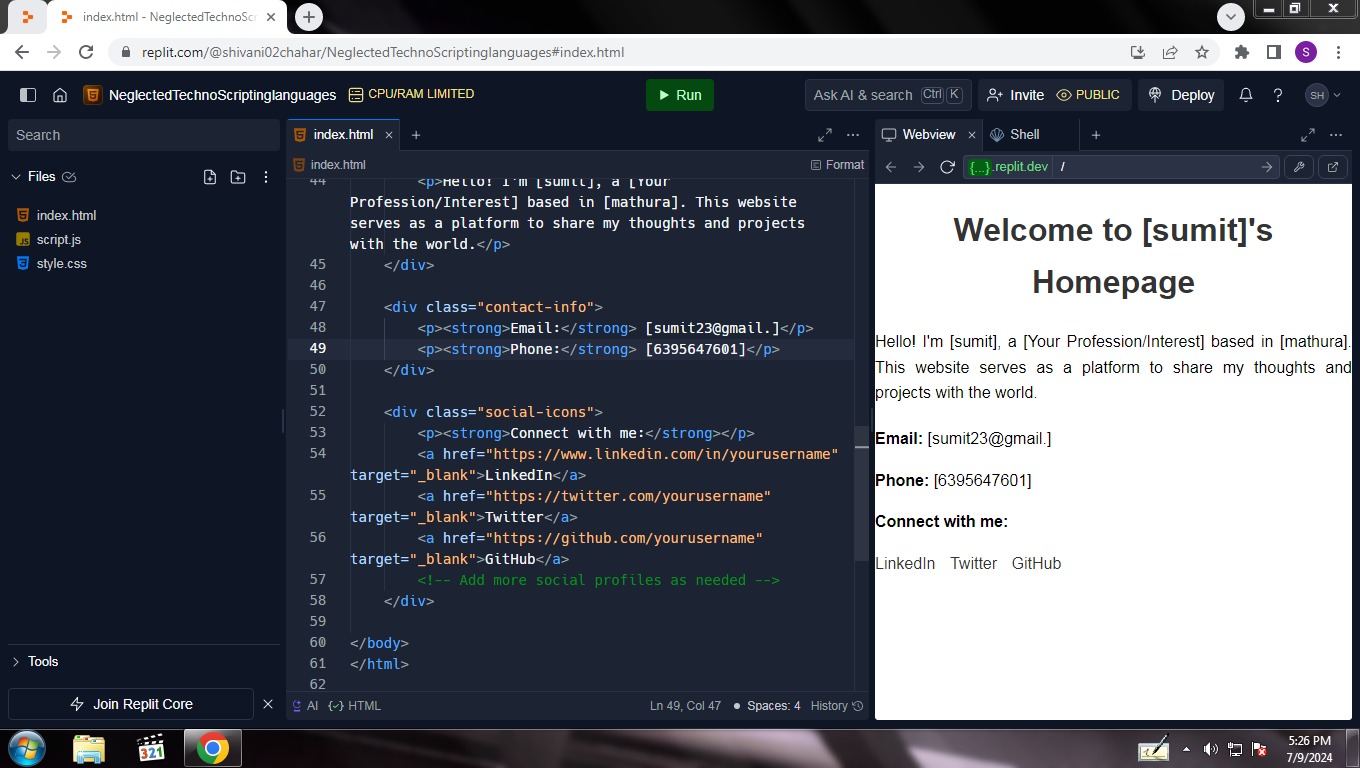 index.html - NeglectedTechnoScr
replit.com/@shivani02chahar/NeglectedTechnoScriptinglanguages#index.html
S
NeglectedTechnoScriptinglanguages
CPU/RAM LIMITED
Run
Ask AI & search Ctrl K
Invite
PUBLIC
Deploy
SH
Search
Files
index.html
JS script.js
style.css
Tools
Join Replit Core
index.html
index.html
Format
44 <p>Hello! I'm [sumit], a [Your
Profession/Interest] based in [mathura]. This website
serves as a platform to share my thoughts and projects
with the world.</p>
45 </div>
46
47 <div class="contact-info">
48 <p><strong>Email:</strong> [sumit23@gmail.]</p>
49 <p><strong>Phone:</strong> [6395647601]</p>
50 </div>
51
52 <div class="social-icons">
53 <p><strong>Connect with me:</strong></p>
54 <a href="https://www.linkedin.com/in/yourusername"
target="_blank">LinkedIn</a>
55 <a href="https://twitter.com/yourusername"
target="_blank">Twitter</a>
56 <a href="https://github.com/yourusername"
target="_blank">GitHub</a>
57 <!-- Add more social profiles as needed -->
58 </div>
59
60 </body>
61 </html>
62
AI {✓} HTML
Ln 49, Col 47 • Spaces: 4 History
Webview
Shell
{...}.replit.dev /
Welcome to [sumit]'s
Homepage
Hello! I'm [sumit], a [Your Profession/Interest] based in [mathura].
This website serves as a platform to share my thoughts and
projects with the world.
Email: [sumit23@gmail.]
Phone: [6395647601]
Connect with me:
LinkedIn Twitter GitHub
321
5:26 PM
7/9/2024